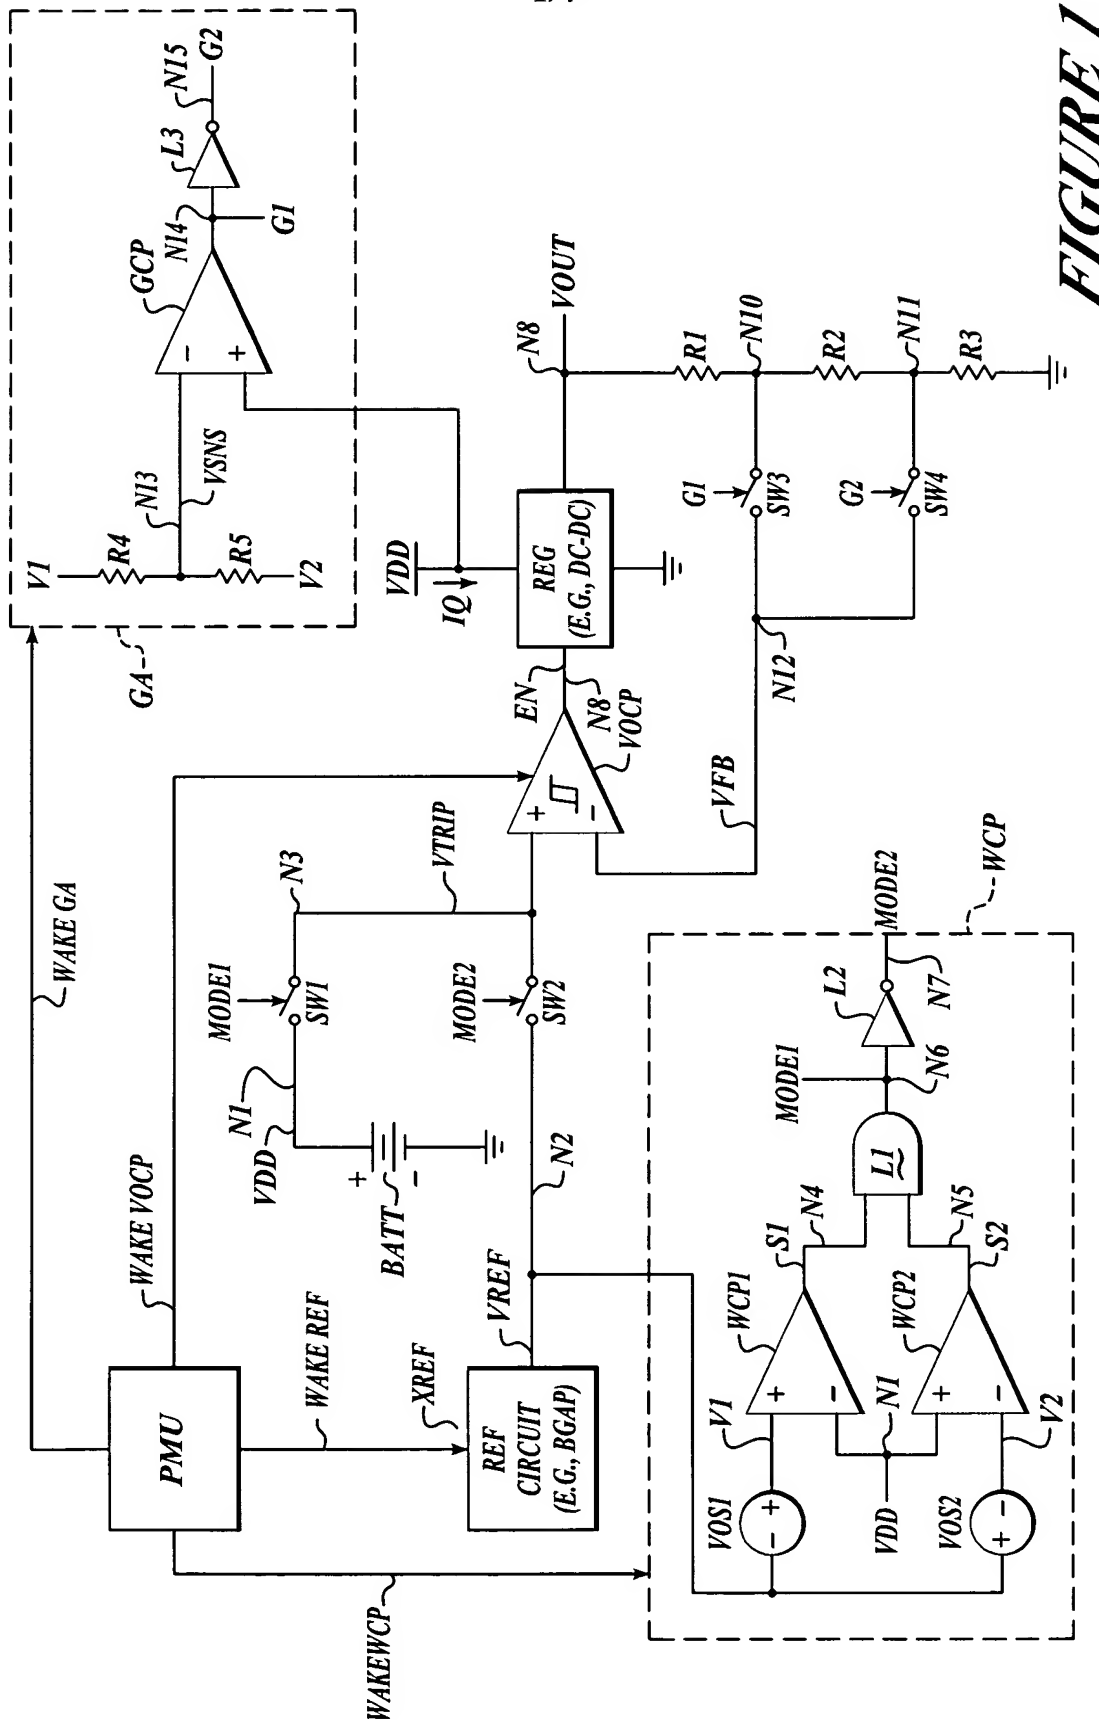 FIGURE 1
WAKE GA
WAKE VOCP
WAKE REF
WAKEWCP
PMU
XREF
REF
CIRCUIT
(E.G., BGAP)
VREF
N2
VDD
N1
BATT
+
-
MODE1
SW1
MODE2
SW2
N3
VTRIP
+
-
EN
N8
VOCP
VDD
IQ
REG
(E.G., DC-DC)
N8
VOUT
R1
N10
R2
N11
R3
G1
SW3
G2
SW4
N12
VFB
GA
V1
R4
R5
V2
N13
VSNS
GCP
-
+
N14
G1
L3
N15
G2
WCP
VOS1
- +
V1
WCP1
+
-
S1
N4
VDD
N1
VOS2
+ -
V2
WCP2
+
-
S2
N5
L1
MODE1
N6
L2
N7
MODE2